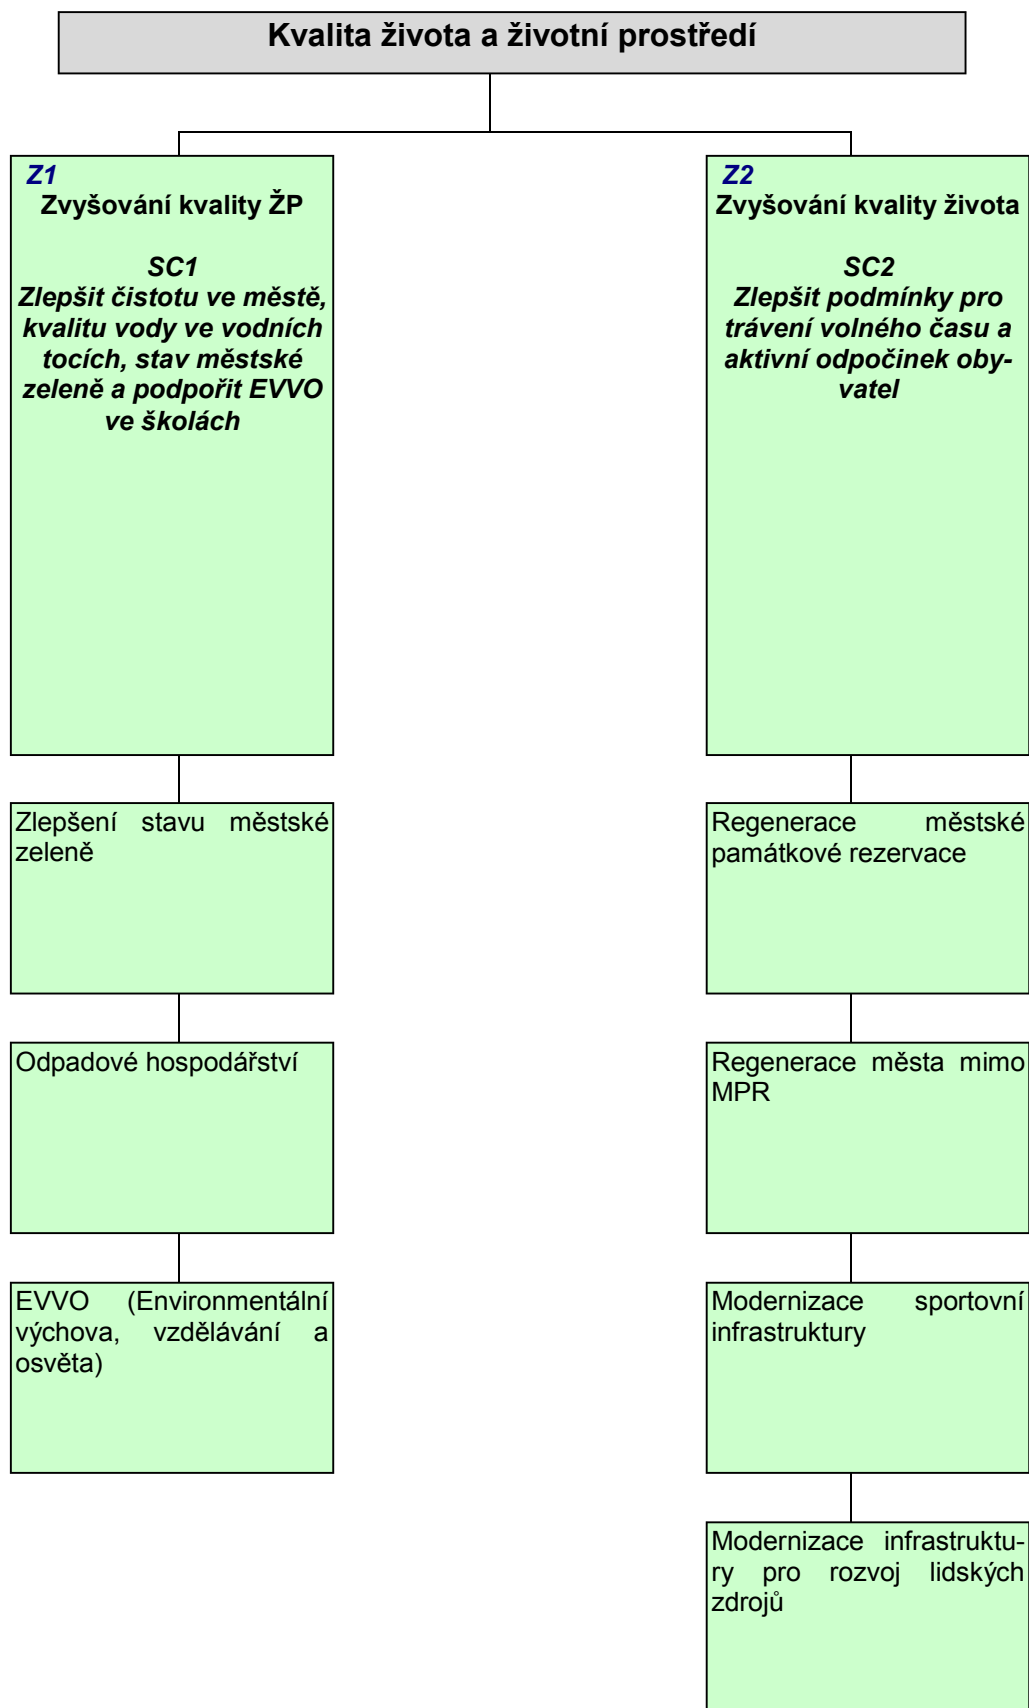 Kvalita života a životní prostředí
Z1
Zvyšování kvality ŽP
SC1
Zlepšit čistotu ve městě,
kvalitu vody ve vodních
tocích, stav městské
zeleně a podpořit EVVO
ve školách
Zlepšení stavu městské
zeleně
Odpadové hospodářství
EVVO (Environmentální
výchova, vzdělávání a
osvěta)
Z2
Zvyšování kvality života
SC2
Zlepšit podmínky pro
trávení volného času a
aktivní odpočinek oby-
vatel
Regenerace městské
památkové rezervace
Regenerace města mimo
MPR
Modernizace sportovní
infrastruktury
Modernizace infrastruktu-
ry pro rozvoj lidských
zdrojů